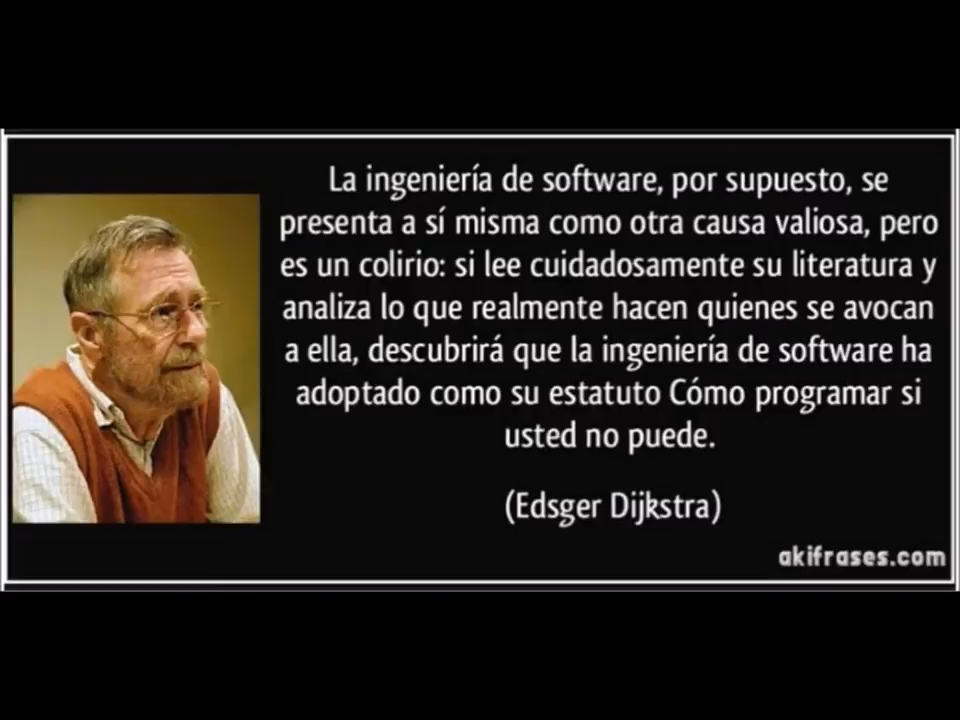 La ingeniería de software, por supuesto, se
presenta a sí misma como otra causa valiosa, pero
es un colirio: si lee cuidadosamente su literatura y
analiza lo que realmente hacen quienes se avocan
a ella, descubrirá que la ingeniería de software ha
adoptado como su estatuto Cómo programar si
usted no puede.
(Edsger Dijkstra)
akifrases.com